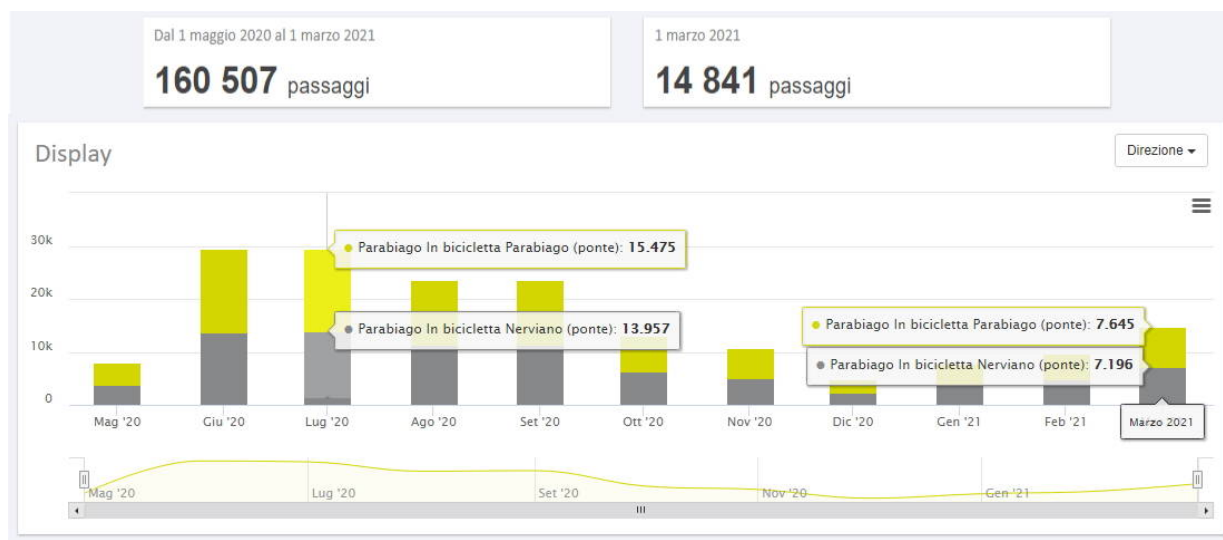 Dal 1 maggio 2020 al 1 marzo 2021
160 507 passaggi
1 marzo 2021
14 841 passaggi
Display
Direzione
30k
20k
10k
0
Parabiago In bicicletta Parabiago (ponte): 15.475
Parabiago In bicicletta Nerviano (ponte): 13.957
Parabiago In bicicletta Parabiago (ponte): 7.645
Parabiago In bicicletta Nerviano (ponte): 7.196
Mag '20
Giu '20
Lug '20
Ago '20
Set '20
Ott '20
Nov '20
Dic '20
Gen '21
Feb '21
Marzo 2021
Mag '20
Lug '20
Set '20
Nov '20
Gen '21